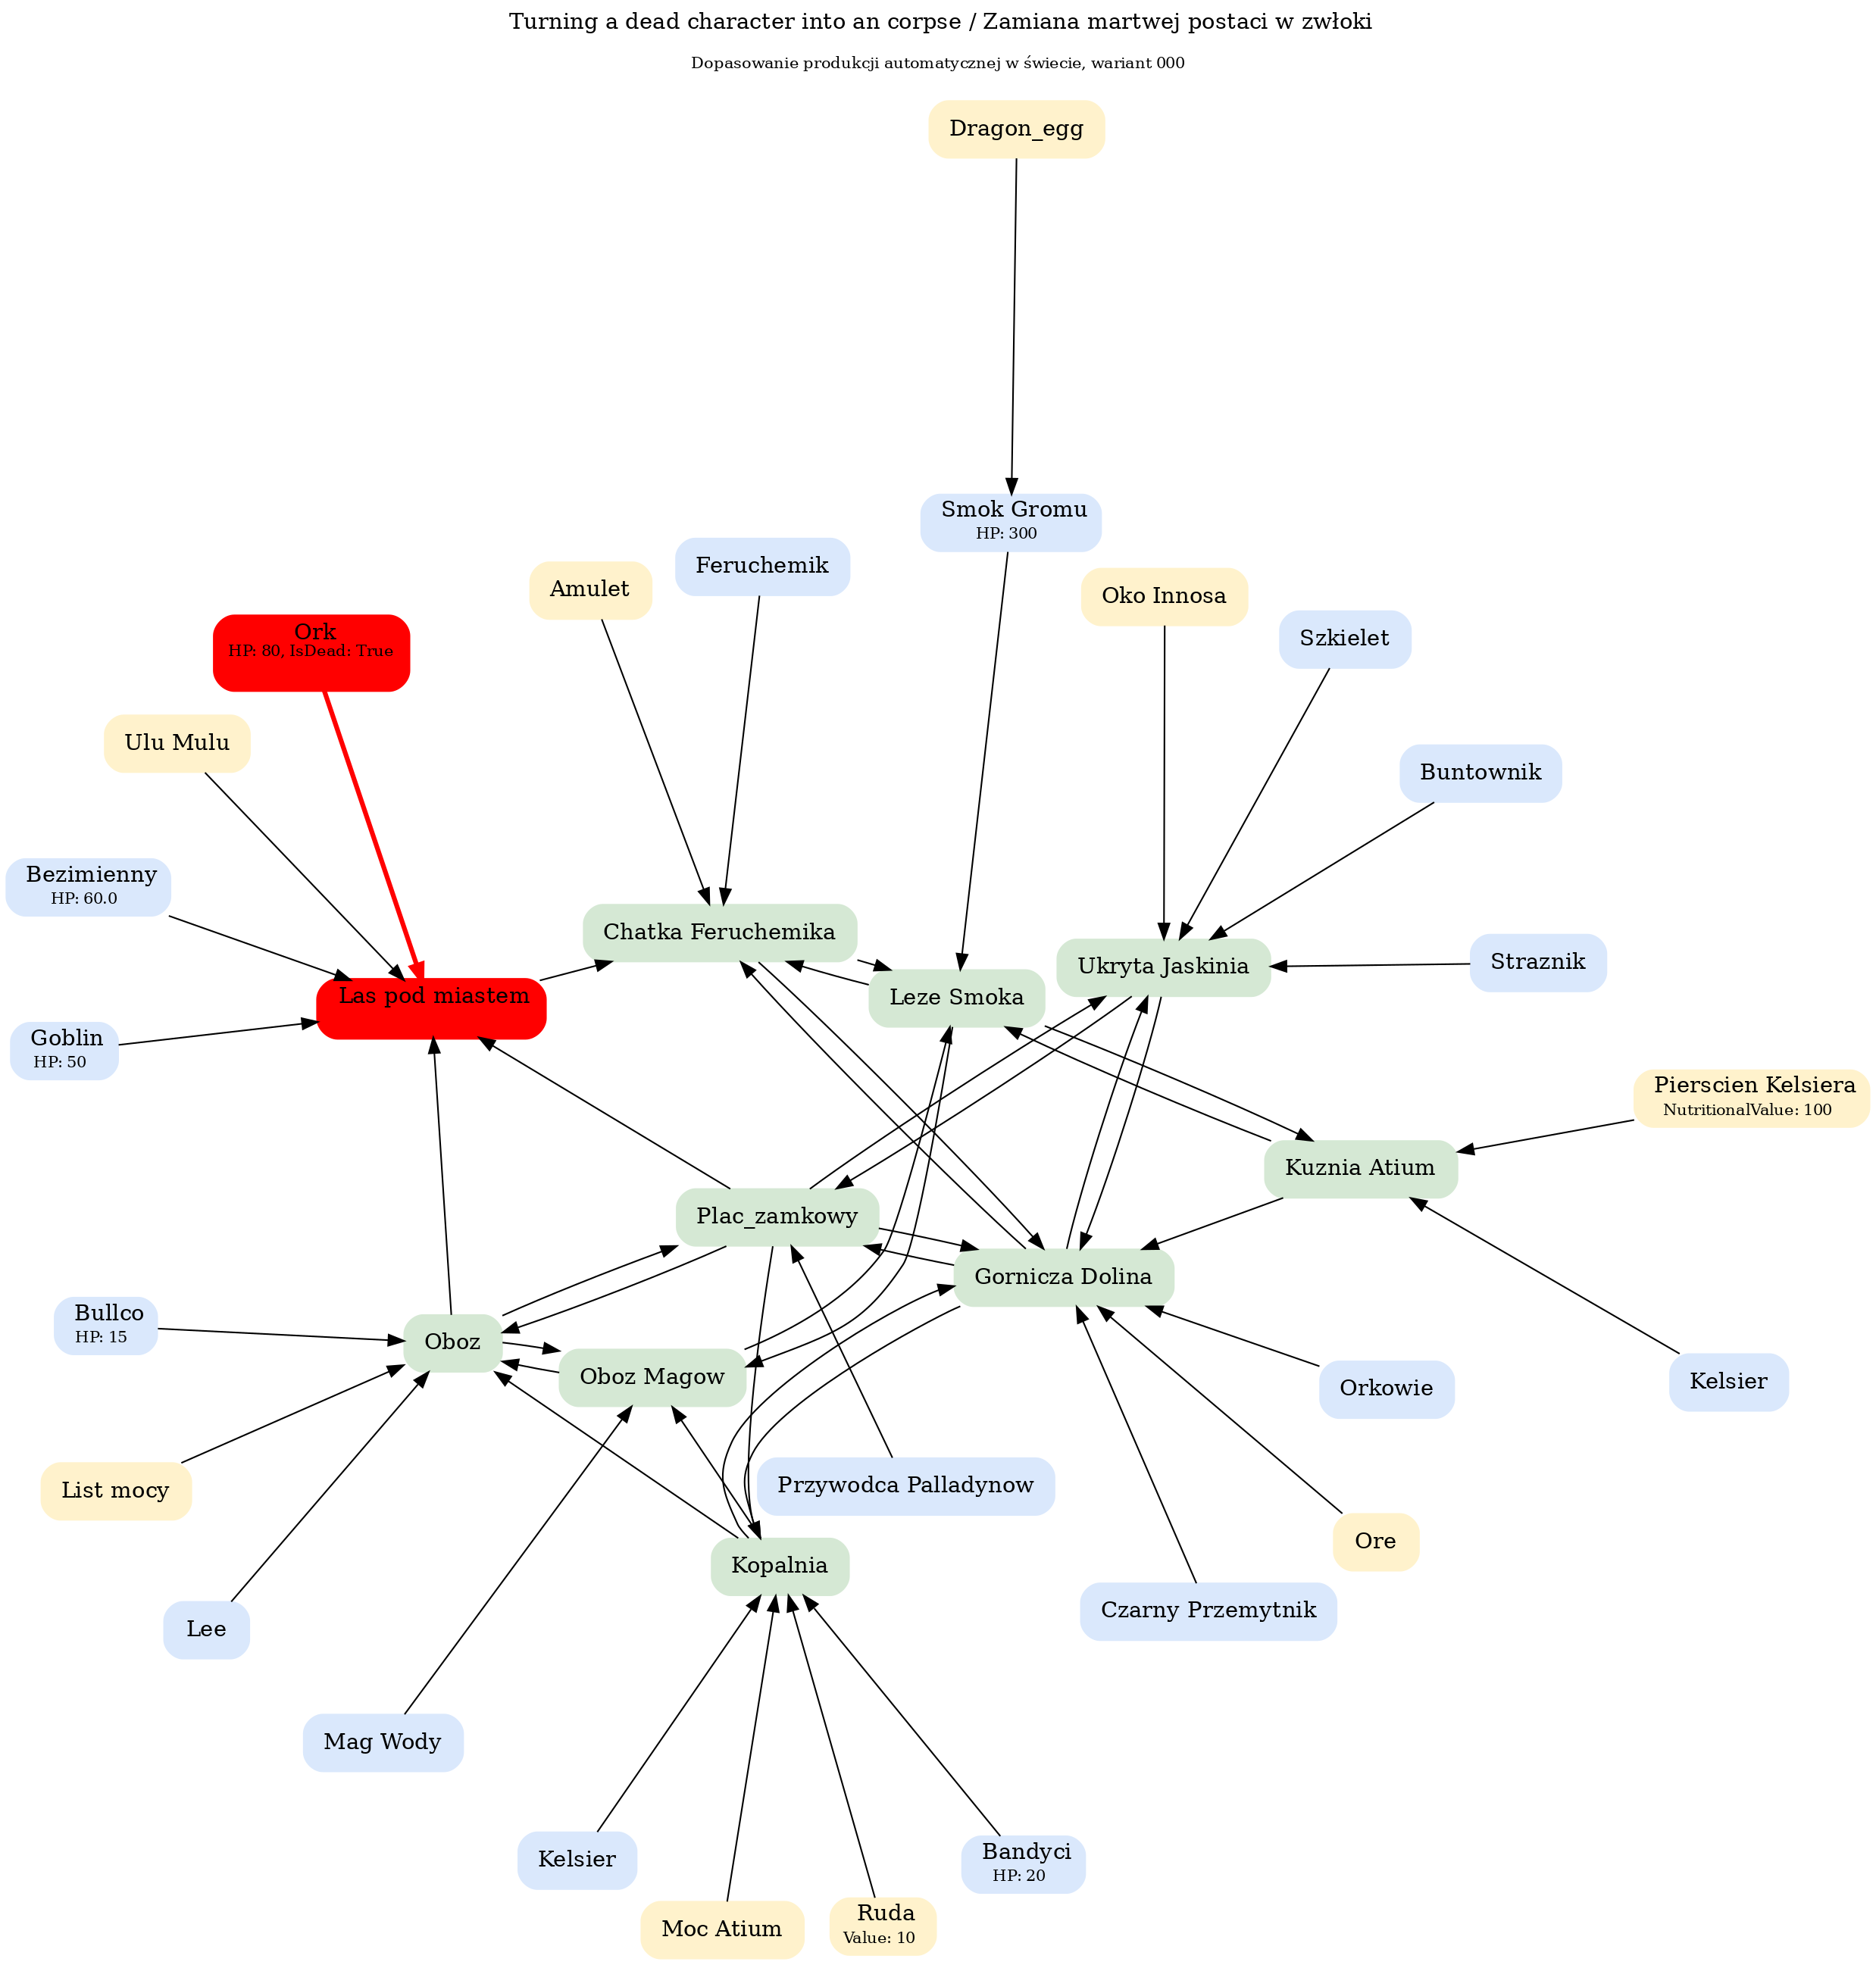 Turning a dead character into an corpse / Zamiana martwej postaci w zwłoki
Dopasowanie produkcji automatycznej w świecie, wariant 000
Dragon_egg
Smok Gromu
HP: 300
Feruchemik
Amulet
Oko Innosa
Ork
HP: 80, IsDead: True
Szkielet
Ulu Mulu
Buntownik
Bezimienny
HP: 60.0
Chatka Feruchemika
Straznik
Ukryta Jaskinia
Las pod miastem
Leze Smoka
Goblin
HP: 50
Pierscien Kelsiera
NutritionalValue: 100
Kuznia Atium
Plac_zamkowy
Gornicza Dolina
Bullco
HP: 15
Oboz
Oboz Magow
Orkowie
Kelsier
List mocy
Przywodca Palladynow
Ore
Kopalnia
Czarny Przemytnik
Lee
Mag Wody
Kelsier
Bandyci
HP: 20
Moc Atium
Ruda
Value: 10